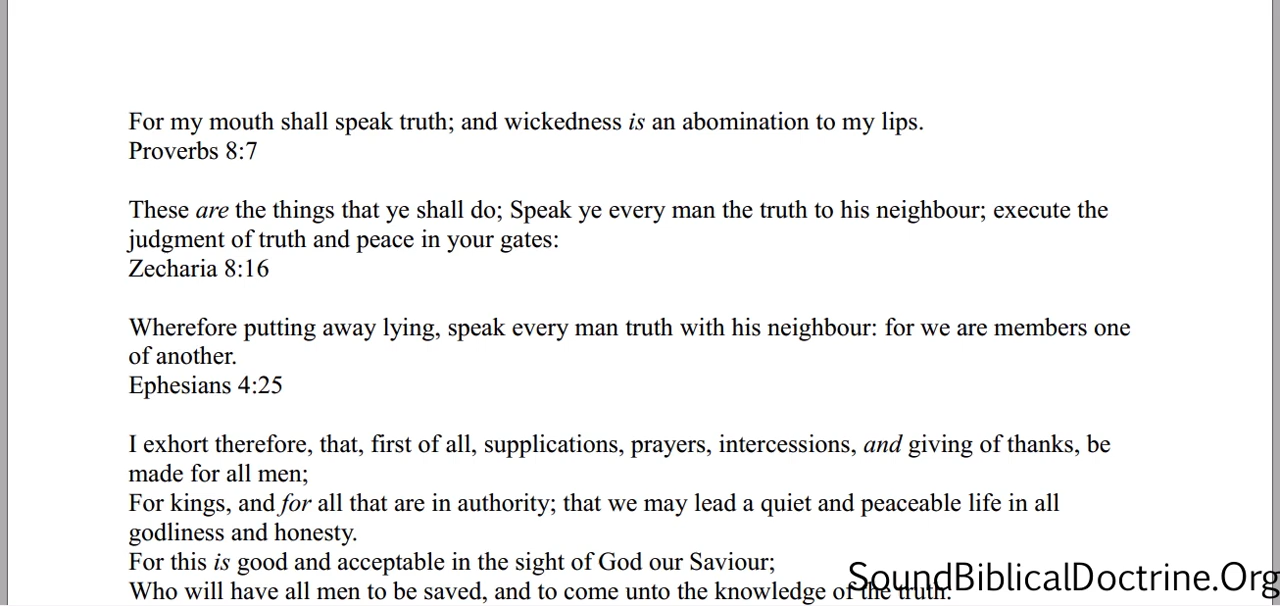 For my mouth shall speak truth; and wickedness is an abomination to my lips.
Proverbs 8:7
These are the things that ye shall do; Speak ye every man the truth to his neighbour; execute the
judgment of truth and peace in your gates:
Zecharia 8:16
Wherefore putting away lying, speak every man truth with his neighbour: for we are members one
of another.
Ephesians 4:25
I exhort therefore, that, first of all, supplications, prayers, intercessions, and giving of thanks, be
made for all men;
For kings, and for all that are in authority; that we may lead a quiet and peaceable life in all
godliness and honesty.
For this is good and acceptable in the sight of God our Saviour;
Who will have all men to be saved, and to come unto the knowledge of the truth.
SoundBiblicalDoctrine.Org